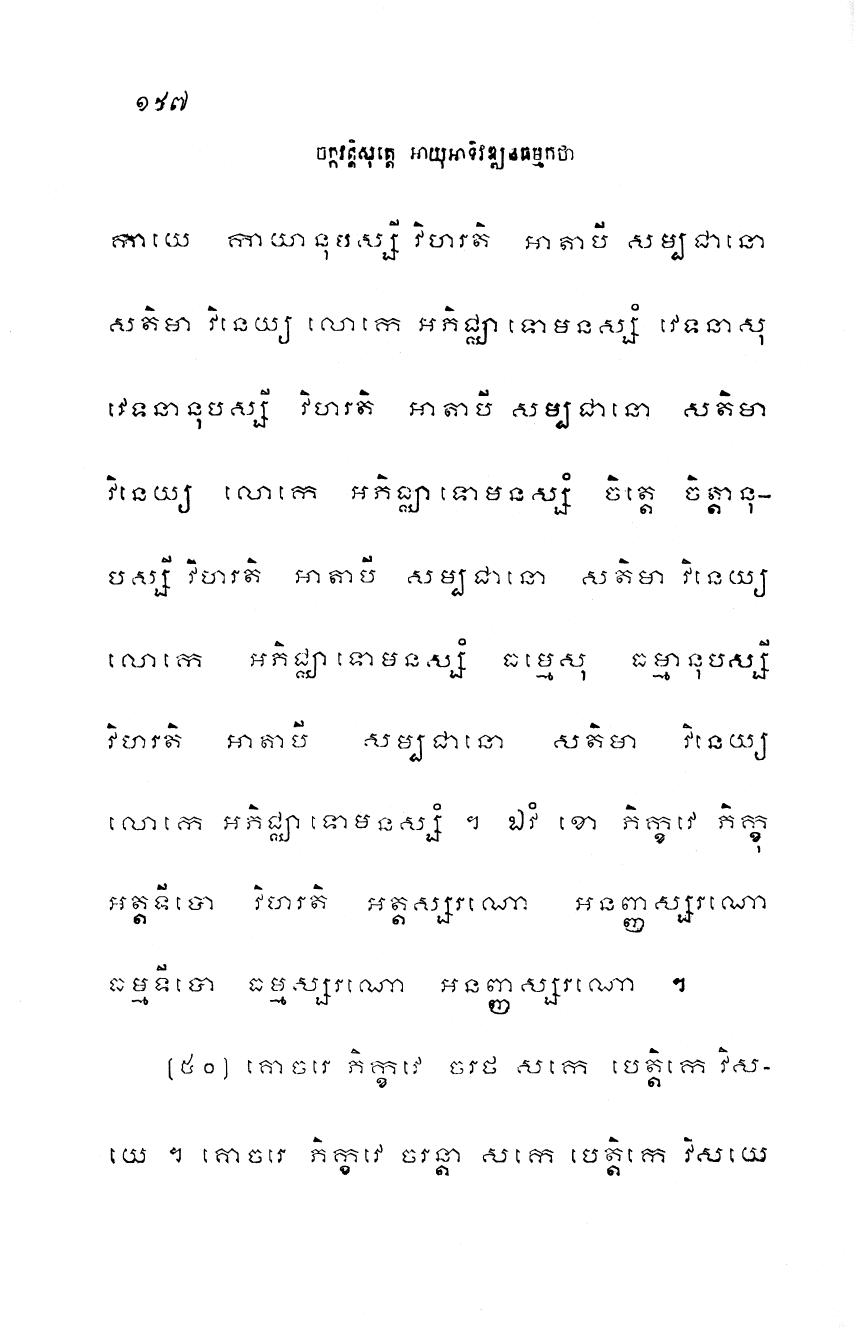 ១៩៧
ចក្កវត្តិសុត្តេ អាយុអាទិវឌ្ឍនធម្មកថា
កាយេ កាយានុបស្សី វិហរតិ អាតាបី សម្បជានោ
សតិមា វិនេយ្យ លោកេ អភិជ្ឈាទោមនស្សំ វេទនាសុ
វេទនានុបស្សី វិហរតិ អាតាបី សម្បជានោ សតិមា
វិនេយ្យ លោកេ អភិជ្ឈាទោមនស្សំ ចិត្តេ ចិត្តានុ-
បស្សី វិហរតិ អាតាបី សម្បជានោ សតិមា វិនេយ្យ
លោកេ អភិជ្ឈាទោមនស្សំ ធម្មេសុ ធម្មានុបស្សី
វិហរតិ អាតាបី សម្បជានោ សតិមា វិនេយ្យ
លោកេ អភិជ្ឈាទោមនស្សំ ។ ឯវំ ខោ ភិក្ខវេ ភិក្ខុ
អត្តទីបោ វិហរតិ អត្តស្សរណោ អនញ្ញស្សរណោ
ធម្មទីបោ ធម្មស្សរណោ អនញ្ញស្សរណោ ។
(៥០) គោចរេ ភិក្ខវេ ចរថ សកេ បេត្តិកេ វិស-
យេ ។ គោចរេ ភិក្ខវេ ចរន្តា សកេ បេត្តិកេ វិសយេ